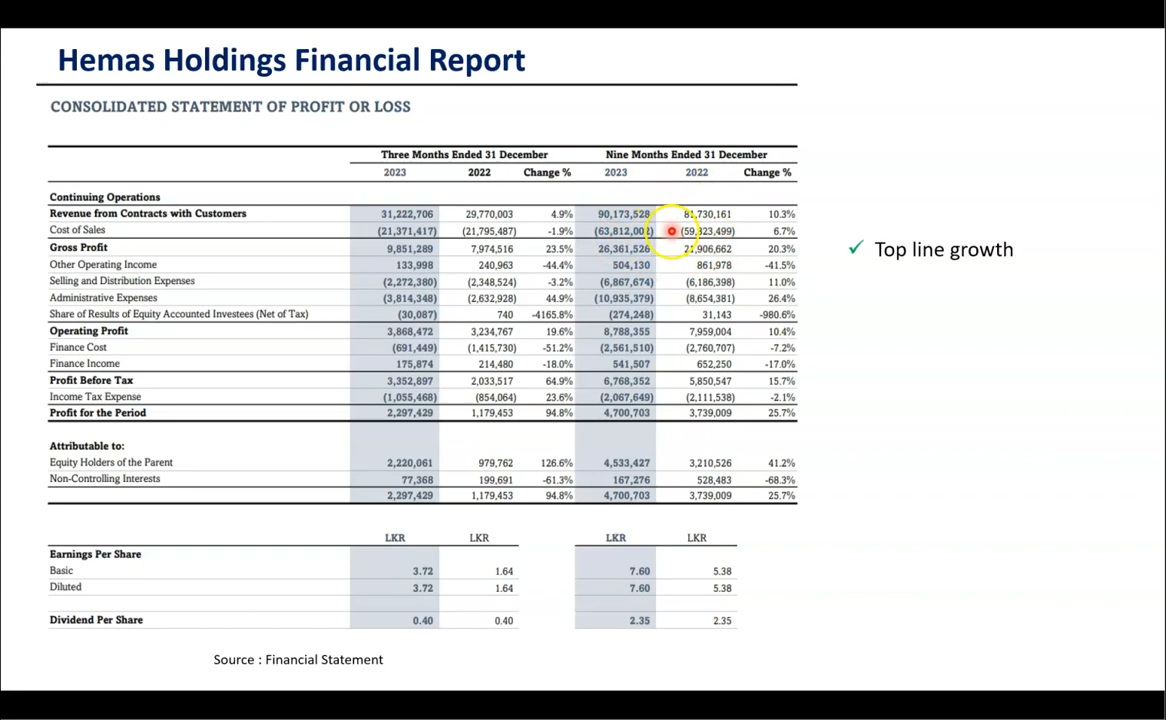 Hemas Holdings Financial Report
CONSOLIDATED STATEMENT OF PROFIT OR LOSS
Three Months Ended 31 December Nine Months Ended 31 December
2023 2022 Change % 2023 2022 Change %
Continuing Operations
Revenue from Contracts with Customers 31,222,706 29,770,003 4.9% 90,173,528 81,730,161 10.3%
Cost of Sales (21,371,417) (21,795,487) -1.9% (63,812,002) (59,823,499) 6.7%
Gross Profit 9,851,289 7,974,516 23.5% 26,361,526 21,906,662 20.3%
✓ Top line growth
Other Operating Income 133,998 240,963 -44.4% 504,130 861,978 -41.5%
Selling and Distribution Expenses (2,272,380) (2,348,524) -3.2% (6,867,674) (6,186,398) 11.0%
Administrative Expenses (3,814,348) (2,632,928) 44.9% (10,935,379) (8,654,381) 26.4%
Share of Results of Equity Accounted Investees (Net of Tax) (30,087) 740 -4165.8% (274,248) 31,143 -980.6%
Operating Profit 3,868,472 3,234,767 19.6% 8,788,355 7,959,004 10.4%
Finance Cost (691,449) (1,415,730) -51.2% (2,561,510) (2,760,707) -7.2%
Finance Income 175,874 214,480 -18.0% 541,507 652,250 -17.0%
Profit Before Tax 3,352,897 2,033,517 64.9% 6,768,352 5,850,547 15.7%
Income Tax Expense (1,055,468) (854,064) 23.6% (2,067,649) (2,111,538) -2.1%
Profit for the Period 2,297,429 1,179,453 94.8% 4,700,703 3,739,009 25.7%
Attributable to:
Equity Holders of the Parent 2,220,061 979,762 126.6% 4,533,427 3,210,526 41.2%
Non-Controlling Interests 77,368 199,691 -61.3% 167,276 528,483 -68.3%
2,297,429 1,179,453 94.8% 4,700,703 3,739,009 25.7%
LKR LKR LKR LKR
Earnings Per Share
Basic 3.72 1.64 7.60 5.38
Diluted 3.72 1.64 7.60 5.38
Dividend Per Share 0.40 0.40 2.35 2.35
Source : Financial Statement